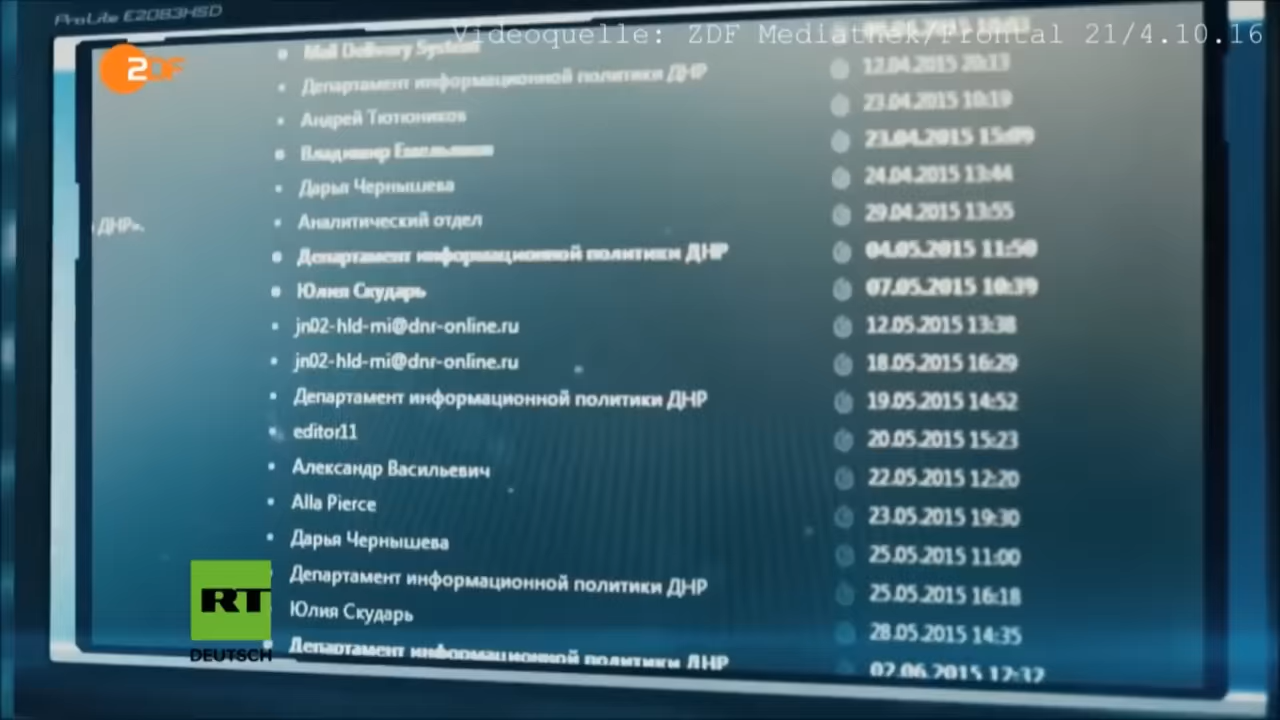 ProLite E2083HSD
Videoquelle: ZDF Mediathek/Frontal 21/4.10.16
ZDF
Mail Delivery System
Департамент информационной политики ДНР 12.04.2015 20:13
Андрей Тютюников 23.04.2015 10:19
Владимир 23.04.2015 15:09
Дарья Чернышева 24.04.2015 13:44
Аналитический отдел 29.04.2015 13:55
ДНР».
Департамент информационной политики ДНР 04.05.2015 11:50
Юлия Скударь 07.05.2015 10:39
jn02-hld-mi@dnr-online.ru 12.05.2015 13:38
jn02-hld-mi@dnr-online.ru 18.05.2015 16:29
Департамент информационной политики ДНР 19.05.2015 14:52
editor11 20.05.2015 15:23
Александр Васильевич 22.05.2015 12:20
Alla Pierce 23.05.2015 19:30
Дарья Чернышева 25.05.2015 11:00
Департамент информационной политики ДНР 25.05.2015 16:18
Юлия Скударь 28.05.2015 14:35
Департамент информационной политики ДНР 02.06.2015 12:32
RT
DEUTSCH